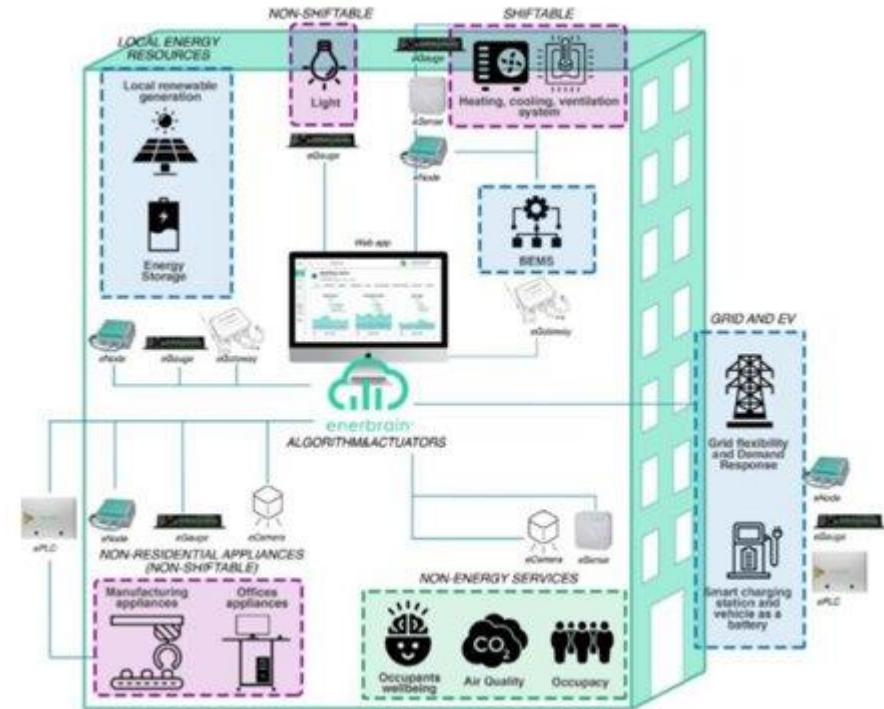 NON-SHIFTABLE
SHIFTABLE
LOCAL ENERGY
RESOURCES
Local renewable
generation
Light
eGauge
eGauge
Heating, cooling, ventilation
system
eSense
eNode
Energy
Storage
Web app
BEMS
eNode
eGauge
eGateway
eGateway
GRID AND EV
enerbrain
ALGORITHM&ACTUATORS
Grid flexibility
and Demand
Response
eNode
eGauge
ePLC
Smart charging
station and
vehicle as a
battery
ePLC
eNode
eGauge
eCamera
eCamera
eSense
NON-RESIDENTIAL APPLIANCES
(NON-SHIFTABLE)
Manufacturing
appliances
Offices
appliances
NON-ENERGY SERVICES
CO2
Occupants
wellbeing
Air Quality
Occupacy